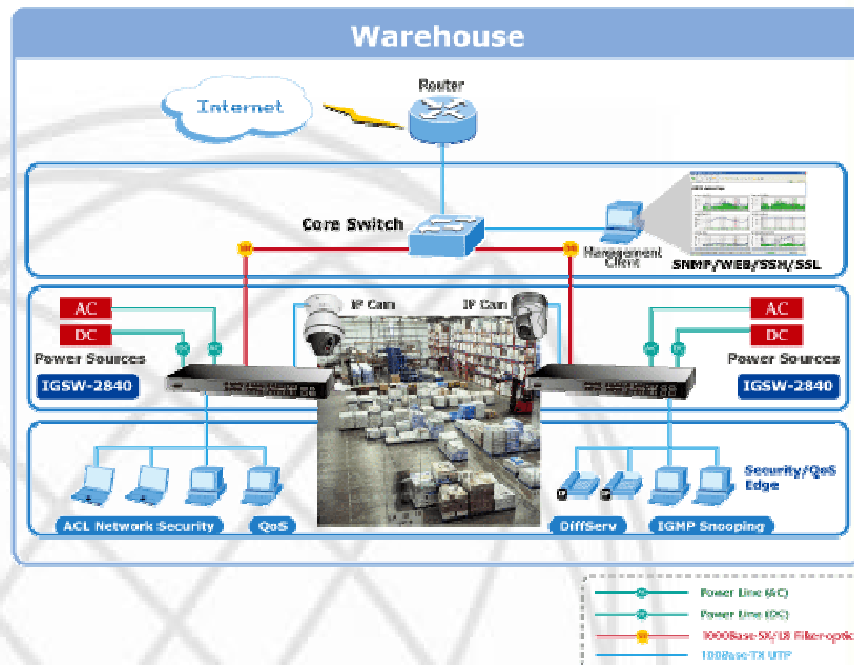 Warehouse
Router
Internet
Core Switch
Management
Client
SNMP/WEB/SSH/SSL
IP Cam
IP Cam
AC
DC
Power Sources
IGSW-2840
AC
DC
Power Sources
IGSW-2840
Security/QoS
Edge
ACL Network Security
QoS
DiffServ
IGMP Snooping
Power Line (AC)
Power Line (DC)
1000Base-SX/LX Fiber-optic
100Base-TX UTP